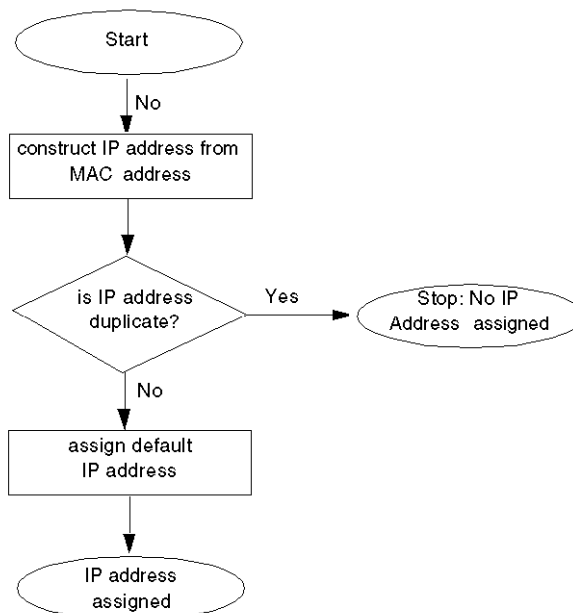 Start
No
construct IP address from
MAC address
is IP address
duplicate?
Yes
Stop: No IP
Address assigned
No
assign default
IP address
IP address
assigned